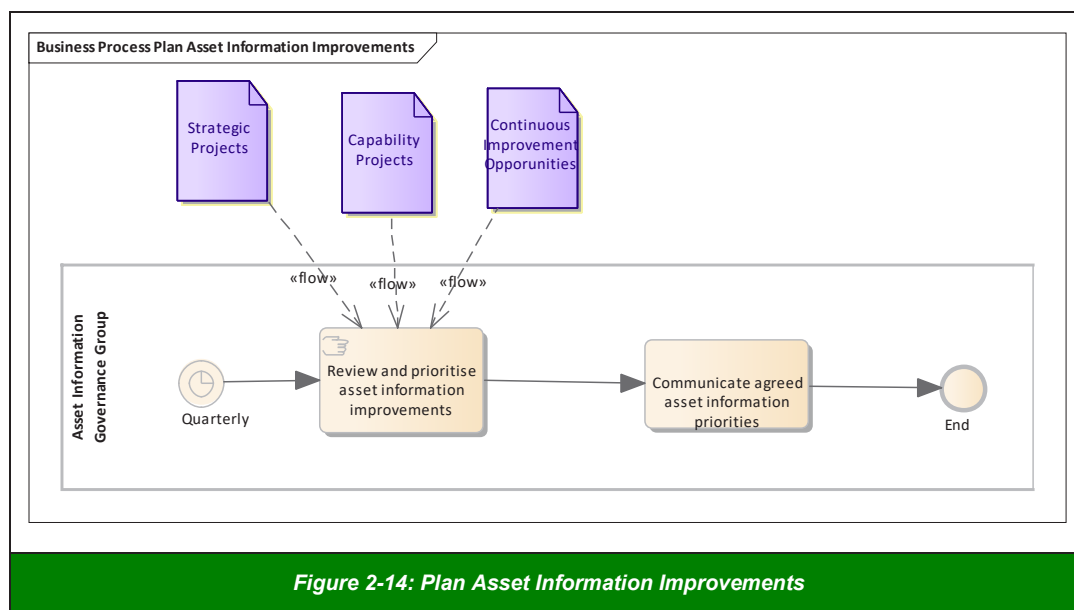 Business Process Plan Asset Information Improvements
Strategic
Projects
Capability
Projects
Continuous
Improvement
Opporunities
«flow»
«flow»
«flow»
Asset Information
Governance Group
Quarterly
Review and prioritise
asset information
improvements
Communicate agreed
asset information
priorities
End
Figure 2-14: Plan Asset Information Improvements